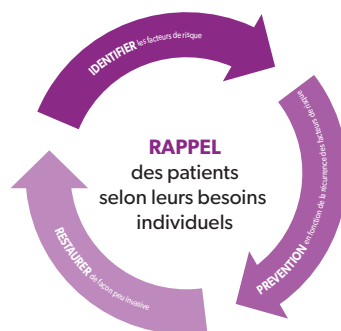 IDENTIFIER les facteurs de risque
PRÉVENTION en fonction de la récurrence des facteurs de risque
RESTAURER de façon peu invasive
RAPPEL
des patients
selon leurs besoins
individuels